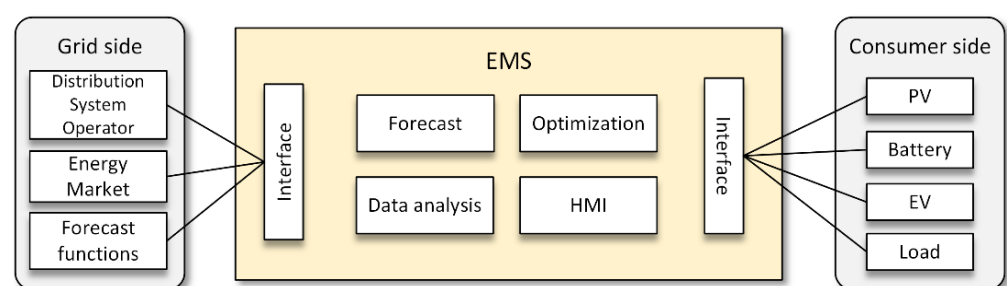 Grid side
Distribution
System
Operator
Energy
Market
Forecast
functions
EMS
Interface
Forecast
Optimization
Data analysis
HMI
Interface
Consumer side
PV
Battery
EV
Load